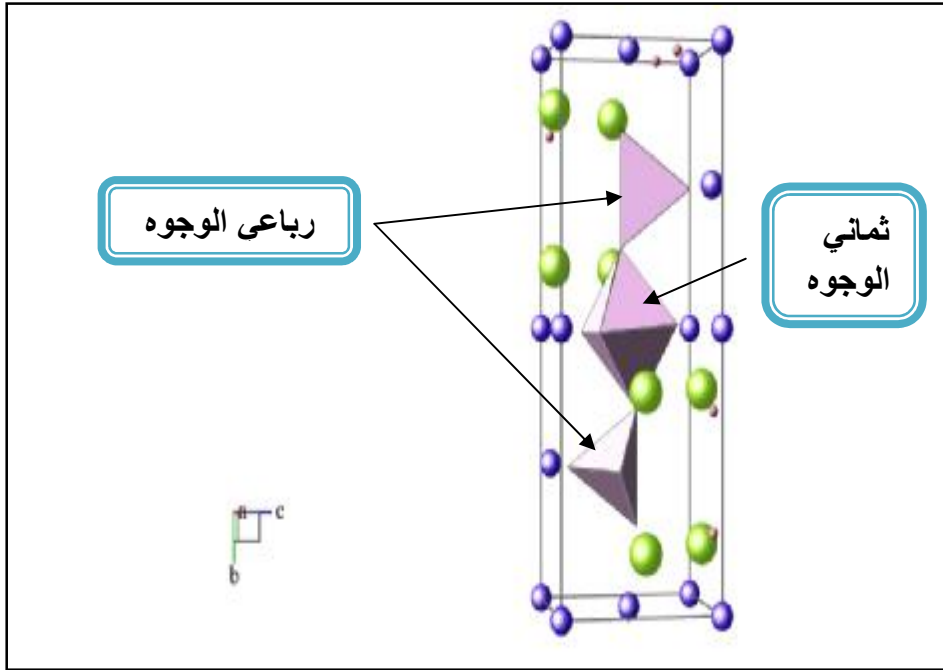 رباعي الوجوه
ثماني
الوجوه
a
c
b